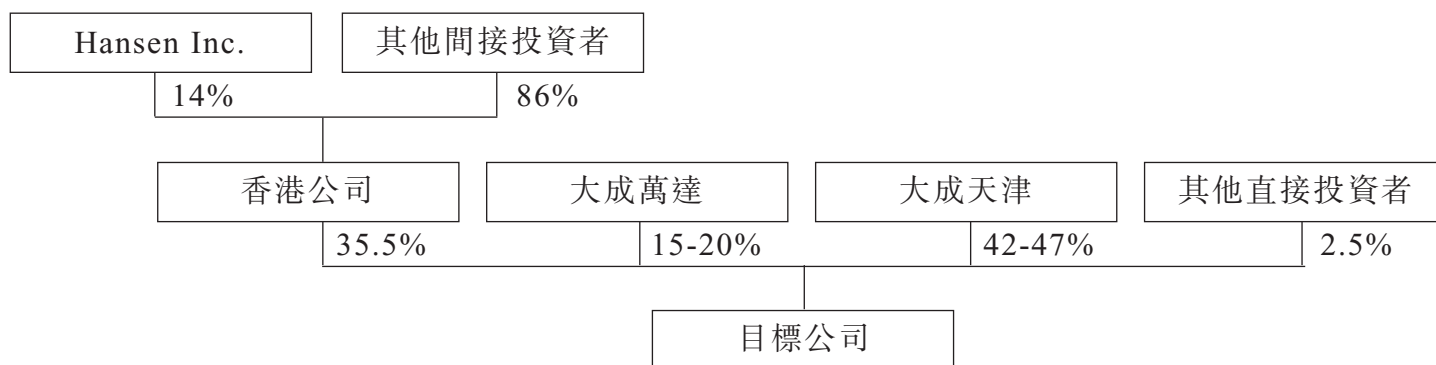 Hansen Inc. 其他間接投資者
14% 86%
香港公司 大成萬達 大成天津 其他直接投資者
35.5% 15-20% 42-47% 2.5%
目標公司